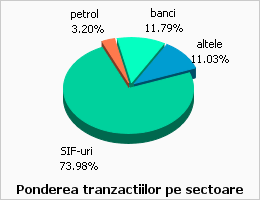 petrol
3.20%
banci
11.79%
altele
11.03%
SIF-uri
73.98%
Ponderea tranzactiilor pe sectoare